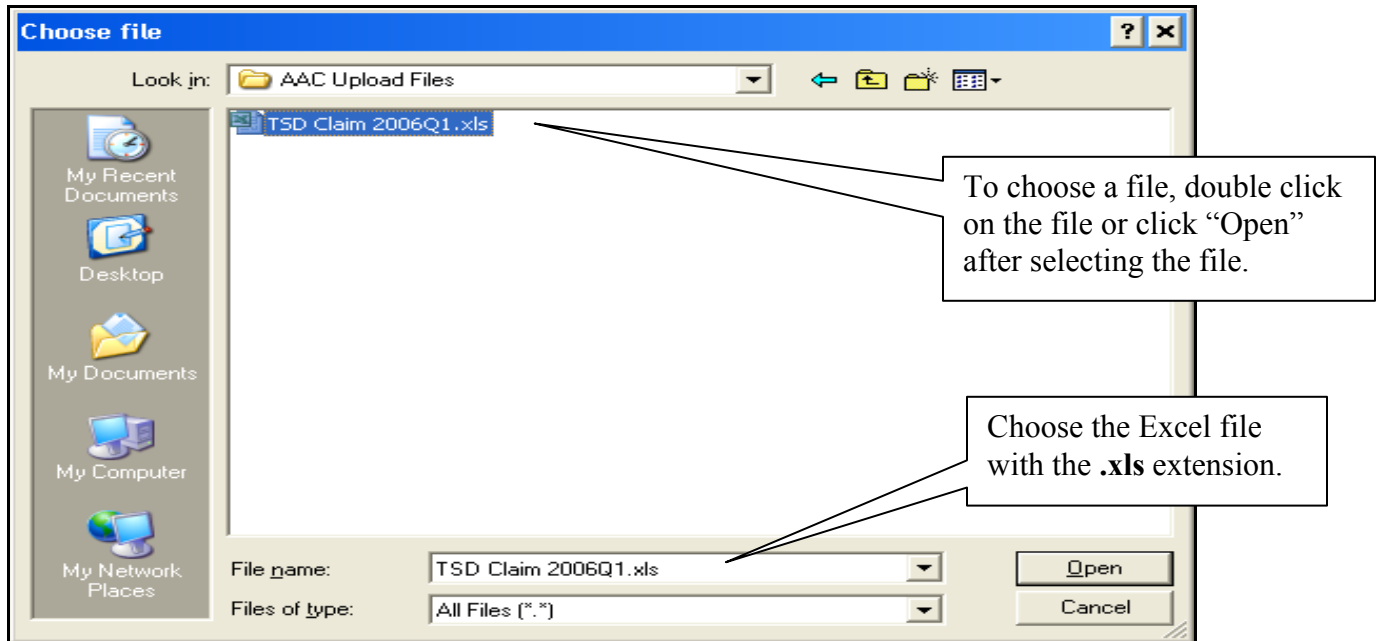 Choose file
Look in: AAC Upload Files
TSD Claim 2006Q1.xls
My Recent
Documents
Desktop
My Documents
My Computer
My Network
Places
To choose a file, double click
on the file or click “Open”
after selecting the file.
Choose the Excel file
with the .xls extension.
File name: TSD Claim 2006Q1.xls Open
Files of type: All Files (*.*) Cancel